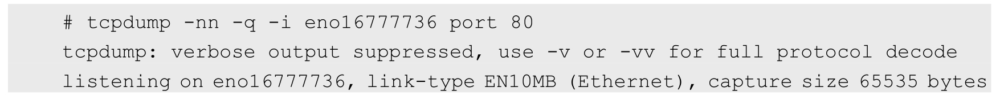 # tcpdump -nn -q -i eno16777736 port 80
tcpdump: verbose output suppressed, use -v or -vv for full protocol decode
listening on eno16777736, link-type EN10MB (Ethernet), capture size 65535 bytes